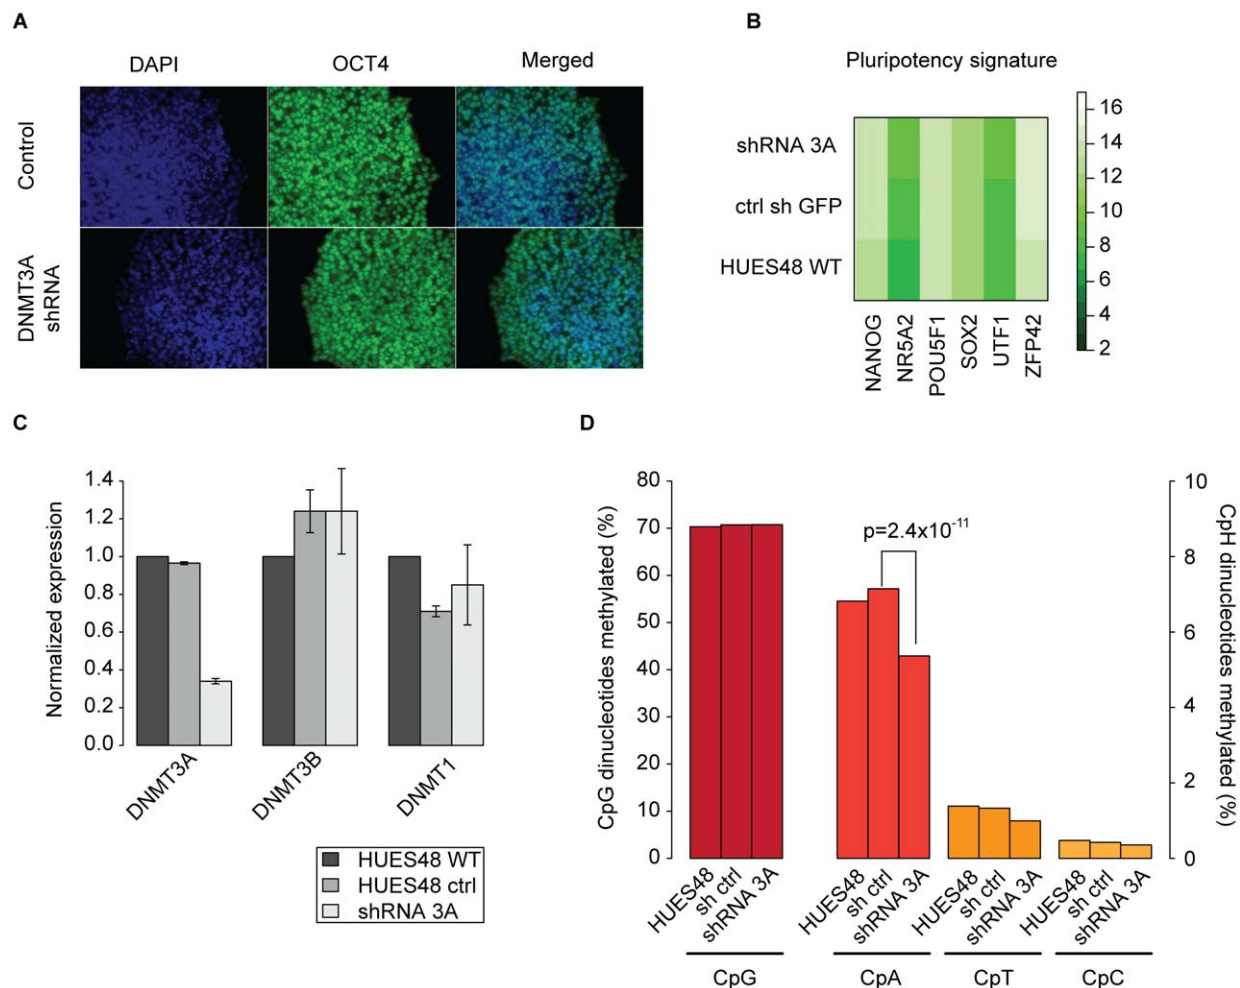 A
DAPI
OCT4
Merged
Control
DNMT3A
shRNA
B
Pluripotency signature
shRNA 3A
ctrl sh GFP
HUES48 WT
NANOG
NR5A2
POU5F1
SOX2
UTF1
ZFP42
16
14
12
10
8
6
4
2
C
Normalized expression
1.4
1.2
1.0
0.8
0.6
0.4
0.2
0.0
DNMT3A
DNMT3B
DNMT1
HUES48 WT
HUES48 ctrl
shRNA 3A
D
CpG dinucleotides methylated (%)
80
70
60
50
40
30
20
10
0
p=2.4x10-11
10
8
6
4
2
0
CpH dinucleotides methylated (%)
HUES48
sh ctrl
shRNA 3A
HUES48
sh ctrl
shRNA 3A
HUES48
sh ctrl
shRNA 3A
HUES48
sh ctrl
shRNA 3A
CpG
CpA
CpT
CpC